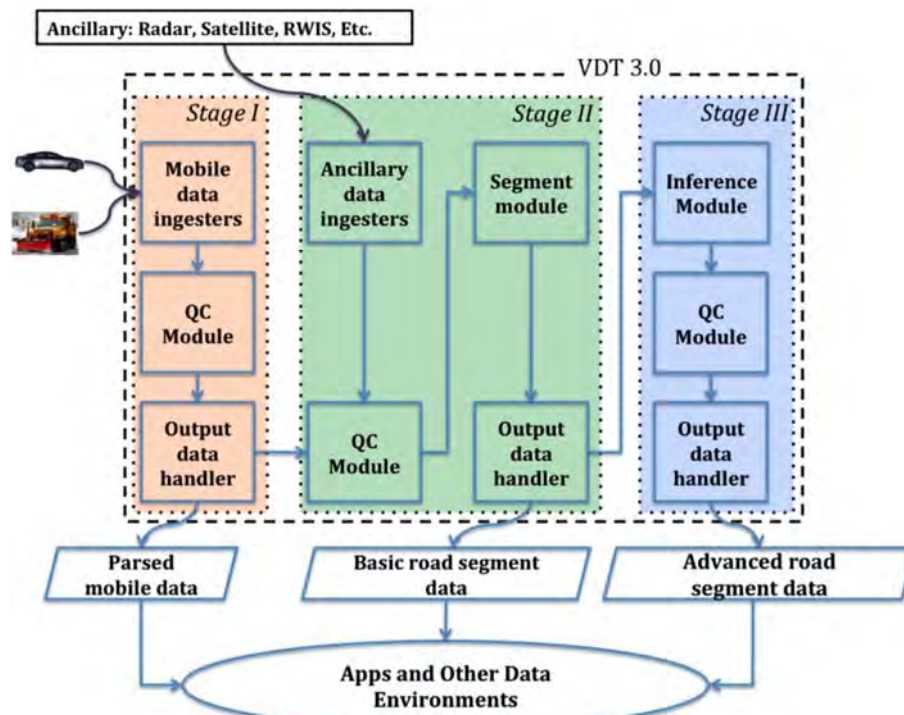 Ancillary: Radar, Satellite, RWIS, Etc.
VDT 3.0
Stage I
Mobile
data
ingesters
QC
Module
Output
data
handler
Stage II
Ancillary
data
ingesters
QC
Module
Segment
module
Output
data
handler
Stage III
Inference
Module
QC
Module
Output
data
handler
Parsed
mobile data
Basic road segment
data
Advanced road
segment data
Apps and Other Data
Environments